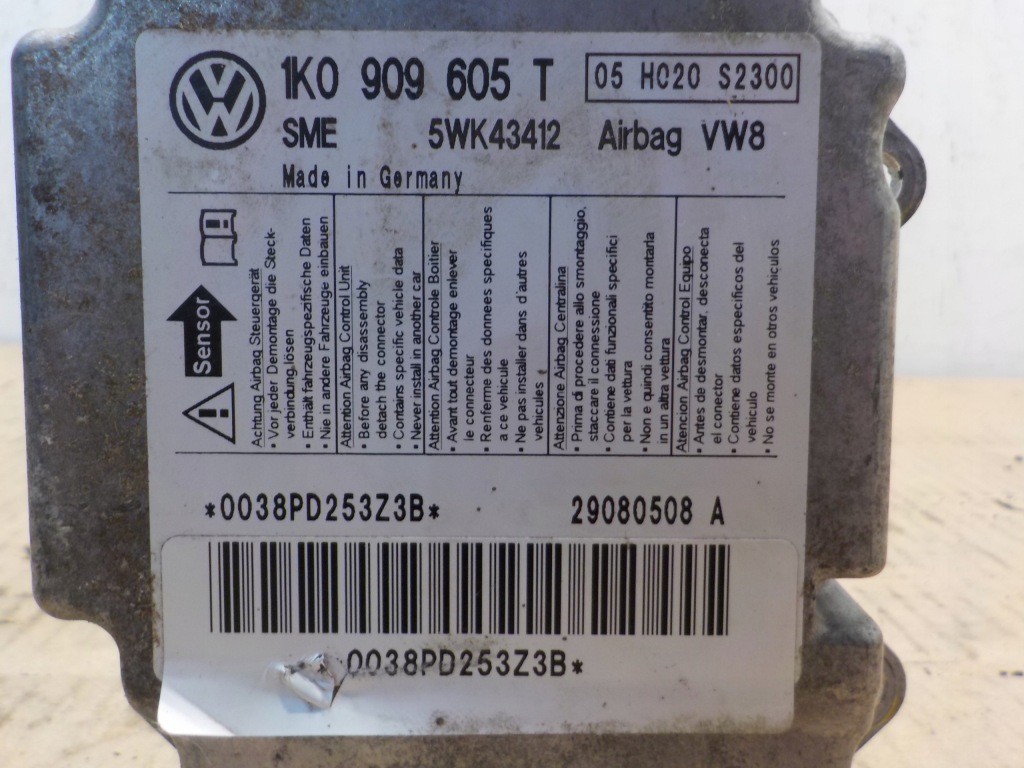 1K0 909 605 T 05 HC20 S2300
SME 5WK43412 Airbag VW8
Made in Germany
Sensor
Achtung Airbag Steuergerät
• Vor jeder Demontage die Steck-
verbindung lösen
• Enthält fahrzeugspezifische Daten
• Nie in andere Fahrzeuge einbauen
Attention Airbag Control Unit
• Before any disassembly
detach the connector
• Contains specific vehicle data
• Never install in another car
Attention Airbag Controle Boitier
• Avant tout demontage enlever
le connecteur
• Renferme des donnees specifiques
a ce vehicule
• Ne pas installer dans d'autres
vehicules
Attenzione Airbag Centralina
• Prima di procedere allo smontaggio,
staccare il connessione
• Contiene dati funzionali specifici
per la vettura
• Non e quindi consentito montarla
in un altra vettura
Atencion Airbag Control Equipo
• Antes de desmontar, desconecta
el conector
• Contiene datos especificos del
vehiculo
• No se monte en otros vehiculos
*0038PD253Z3B* 29080508 A
0038PD253Z3B*